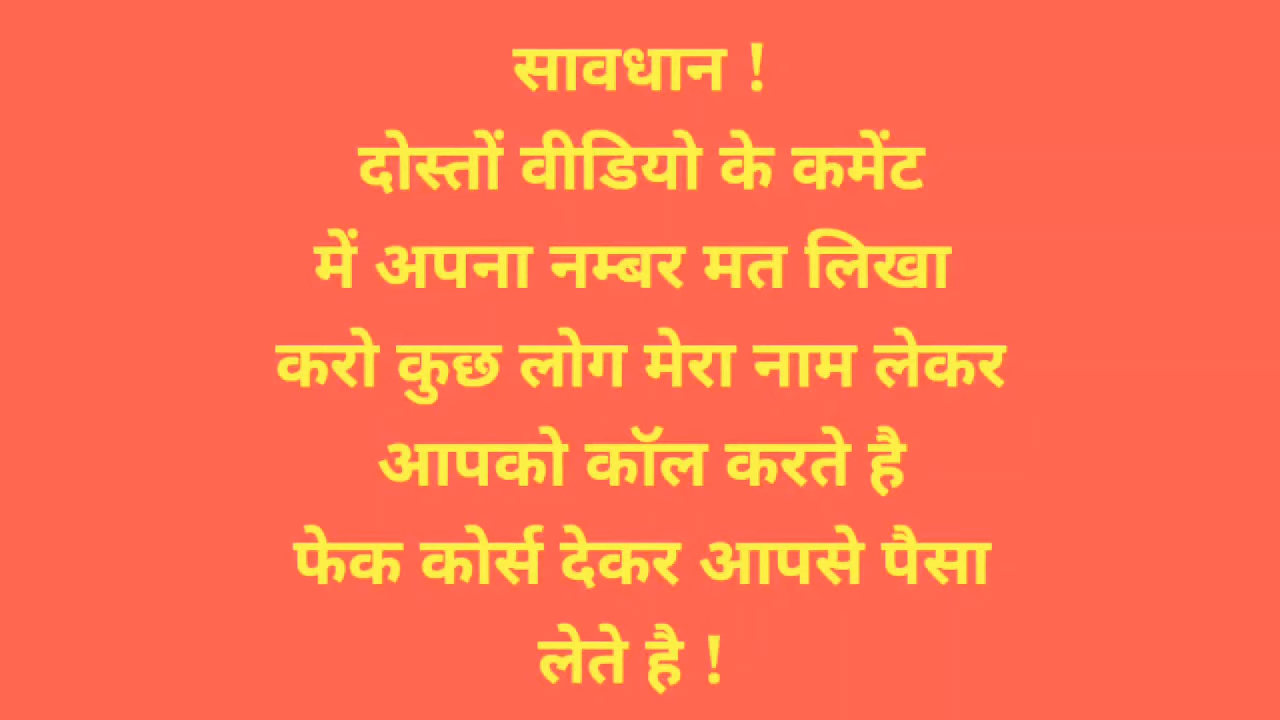 सावधान !
दोस्तों वीडियो के कमेंट
में अपना नम्बर मत लिखा
करो कुछ लोग मेरा नाम लेकर
आपको कॉल करते है
फेक कोर्स देकर आपसे पैसा
लेते है !